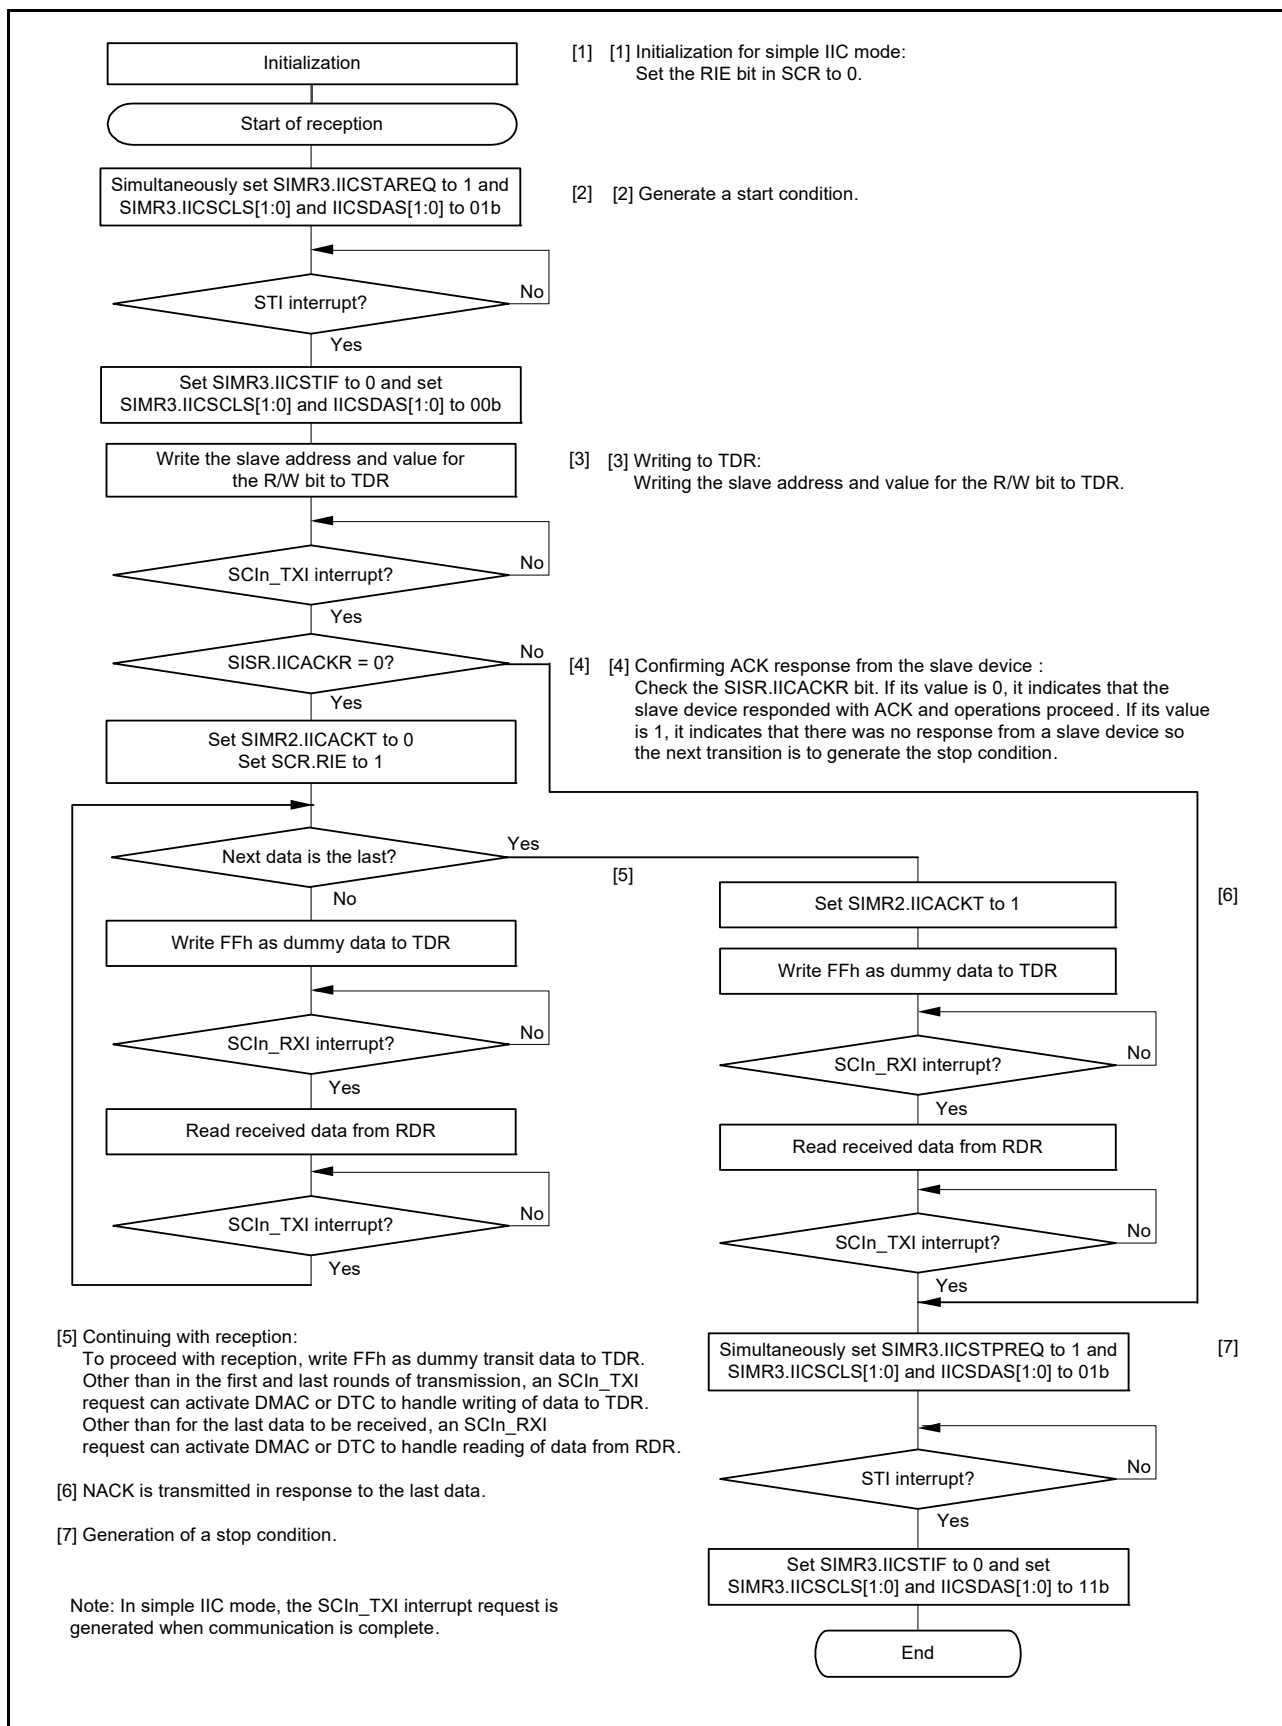 Initialization
[1] [1] Initialization for simple IIC mode:
Set the RIE bit in SCR to 0.
Start of reception
Simultaneously set SIMR3.IICSTAREQ to 1 and
SIMR3.IICSCLS[1:0] and IICSDAS[1:0] to 01b
[2] [2] Generate a start condition.
STI interrupt?
No
Yes
Set SIMR3.IICSTIF to 0 and set
SIMR3.IICSCLS[1:0] and IICSDAS[1:0] to 00b
Write the slave address and value for
the R/W bit to TDR
[3] [3] Writing to TDR:
Writing the slave address and value for the R/W bit to TDR.
SCIn_TXI interrupt?
No
Yes
SISR.IICACKR = 0?
No
Yes
[4] [4] Confirming ACK response from the slave device :
Check the SISR.IICACKR bit. If its value is 0, it indicates that the
slave device responded with ACK and operations proceed. If its value
is 1, it indicates that there was no response from a slave device so
the next transition is to generate the stop condition.
Set SIMR2.IICACKT to 0
Set SCR.RIE to 1
Next data is the last?
Yes
[5]
No
Write FFh as dummy data to TDR
SCIn_RXI interrupt?
No
Yes
Read received data from RDR
SCIn_TXI interrupt?
No
Yes
Set SIMR2.IICACKT to 1
[6]
Write FFh as dummy data to TDR
SCIn_RXI interrupt?
No
Yes
Read received data from RDR
SCIn_TXI interrupt?
No
Yes
Simultaneously set SIMR3.IICSTPREQ to 1 and
SIMR3.IICSCLS[1:0] and IICSDAS[1:0] to 01b
[7]
STI interrupt?
No
Yes
Set SIMR3.IICSTIF to 0 and set
SIMR3.IICSCLS[1:0] and IICSDAS[1:0] to 11b
End
[5] Continuing with reception:
To proceed with reception, write FFh as dummy transit data to TDR.
Other than in the first and last rounds of transmission, an SCIn_TXI
request can activate DMAC or DTC to handle writing of data to TDR.
Other than for the last data to be received, an SCIn_RXI
request can activate DMAC or DTC to handle reading of data from RDR.
[6] NACK is transmitted in response to the last data.
[7] Generation of a stop condition.
Note: In simple IIC mode, the SCIn_TXI interrupt request is
generated when communication is complete.